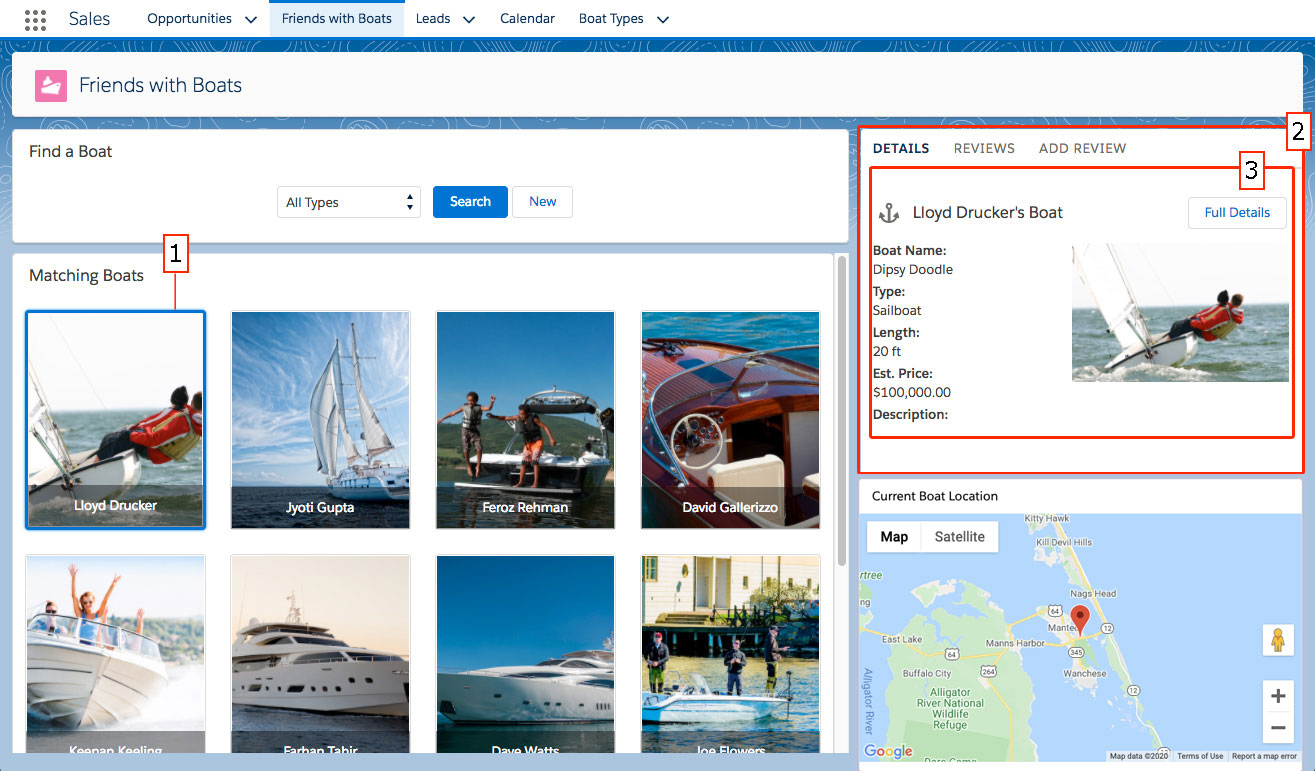 Sales
Opportunities
Friends with Boats
Leads
Calendar
Boat Types
Friends with Boats
Find a Boat
All Types
Search
New
Matching Boats
1
Lloyd Drucker
Jyoti Gupta
Feroz Rehman
David Gallerizzo
Keenan Keeling
Farhan Tahir
Dave Watts
Joe Flowers
2
DETAILS
REVIEWS
ADD REVIEW
3
Lloyd Drucker's Boat
Full Details
Boat Name:
Dipsy Doodle
Type:
Sailboat
Length:
20 ft
Est. Price:
$100,000.00
Description:
Current Boat Location
Map
Satellite
Kitty Hawk
Kill Devil Hills
rtree
ng
Nags Head
64
Manteo
12
East Lake
Manns Harbor
64
345
Buffalo City
264
Wanchese
12
Alligator
River National
Wildlife
Refuge
Alligator River
Google
Map data ©2020
Terms of Use
Report a map error